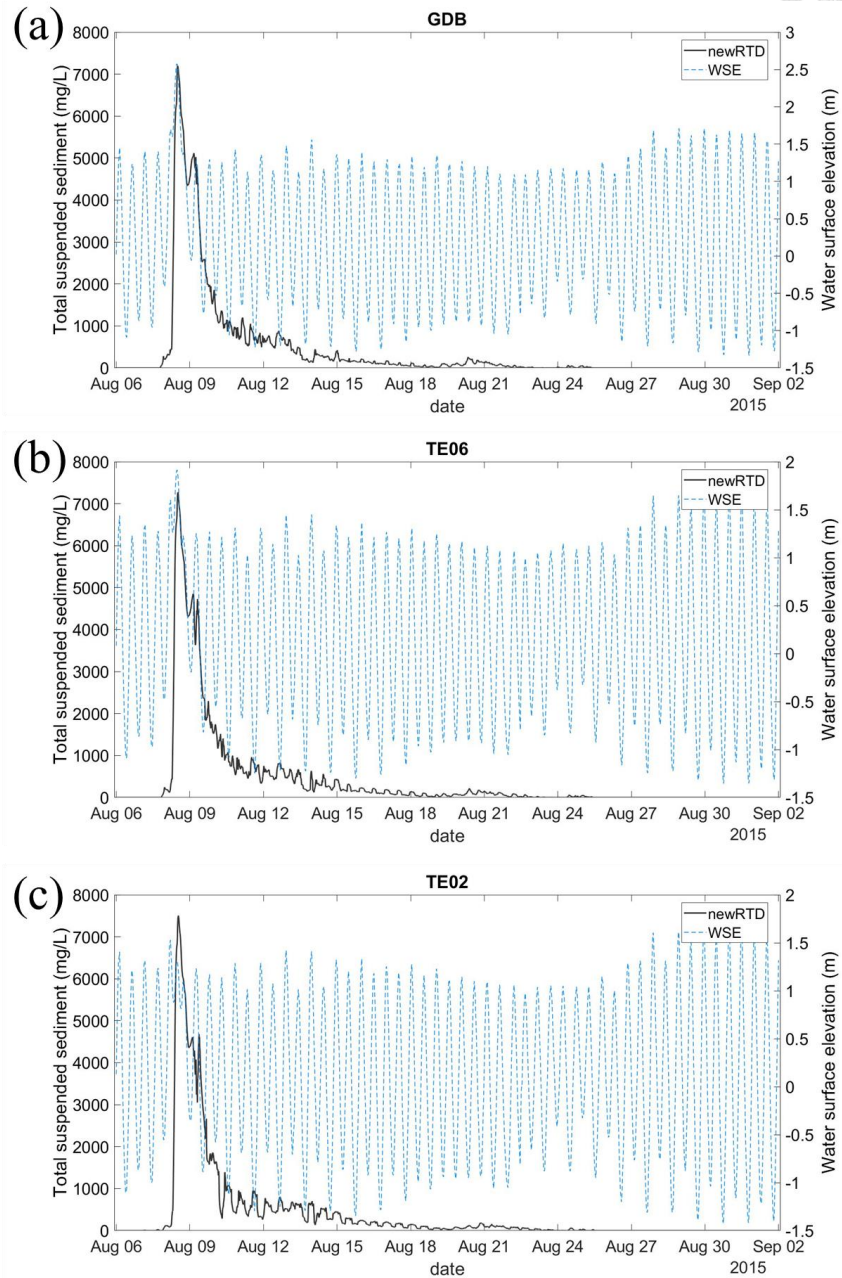 (a)
GDB
Total suspended sediment (mg/L)
8000
7000
6000
5000
4000
3000
2000
1000
0
newRTD
WSE
3
2.5
2
1.5
1
0.5
0
-0.5
-1
-1.5
Water surface elevation (m)
Aug 06 Aug 09 Aug 12 Aug 15 Aug 18 Aug 21 Aug 24 Aug 27 Aug 30 Sep 02
date
2015
(b)
TE06
Total suspended sediment (mg/L)
8000
7000
6000
5000
4000
3000
2000
1000
0
newRTD
WSE
2
1.5
1
0.5
0
-0.5
-1
-1.5
Water surface elevation (m)
Aug 06 Aug 09 Aug 12 Aug 15 Aug 18 Aug 21 Aug 24 Aug 27 Aug 30 Sep 02
date
2015
(c)
TE02
Total suspended sediment (mg/L)
8000
7000
6000
5000
4000
3000
2000
1000
0
newRTD
WSE
2
1.5
1
0.5
0
-0.5
-1
-1.5
Water surface elevation (m)
Aug 06 Aug 09 Aug 12 Aug 15 Aug 18 Aug 21 Aug 24 Aug 27 Aug 30 Sep 02
date
2015